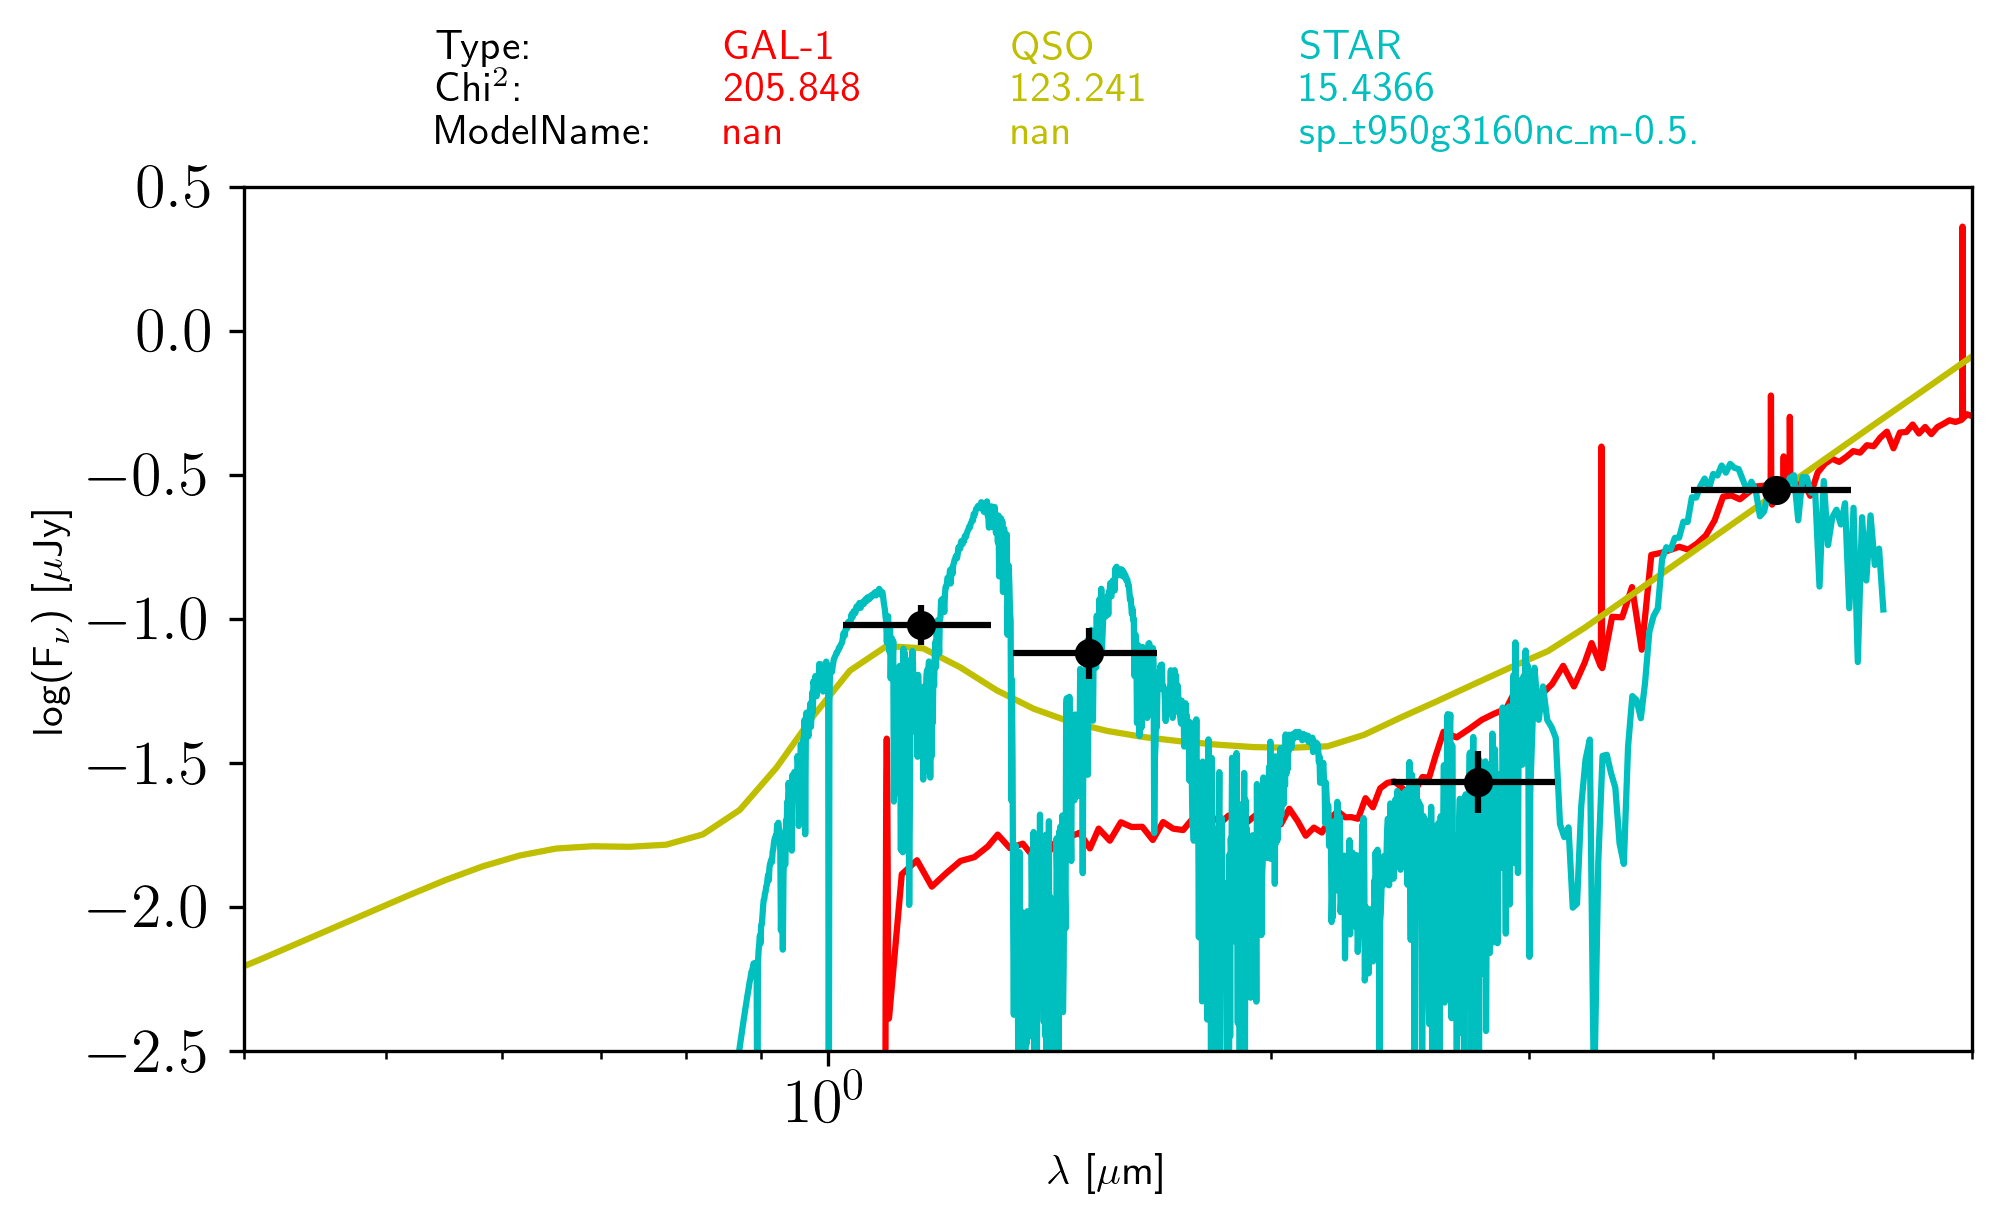 Type: GAL-1 QSO STAR
Chi²: 205.848 123.241 15.4366
ModelName: nan nan sp_t950g3160nc_m-0.5.
0.5
0.0
−0.5
−1.0
−1.5
−2.0
−2.5
log(Fν) [μJy]
10⁰
λ [μm]